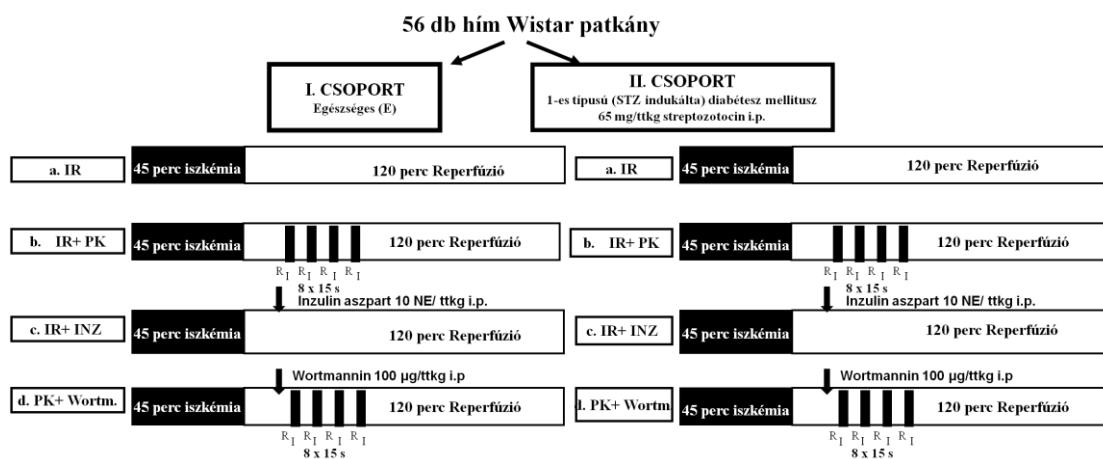 56 db hím Wistar patkány
I. CSOPORT
Egészséges (E)
II. CSOPORT
1-es típusú (STZ indukálta) diabétesz mellitusz
65 mg/ttkg streptozotocin i.p.
a. IR
45 perc iszkémia
120 perc Reperfúzió
a. IR
45 perc iszkémia
120 perc Reperfúzió
b. IR+ PK
45 perc iszkémia
120 perc Reperfúzió
R I R I R I R I
8 x 15 s
b. IR+ PK
45 perc iszkémia
120 perc Reperfúzió
R I R I R I R I
8 x 15 s
Inzulin aszpart 10 NE/ ttkg i.p.
c. IR+ INZ
45 perc iszkémia
120 perc Reperfúzió
Inzulin aszpart 10 NE/ ttkg i.p.
c. IR+ INZ
45 perc iszkémia
120 perc Reperfúzió
Wortmannin 100 µg/ttkg i.p
d. PK+ Wortm.
45 perc iszkémia
120 perc Reperfúzió
R I R I R I R I
8 x 15 s
Wortmannin 100 µg/ttkg i.p
d. PK+ Wortm.
45 perc iszkémia
120 perc Reperfúzió
R I R I R I R I
8 x 15 s